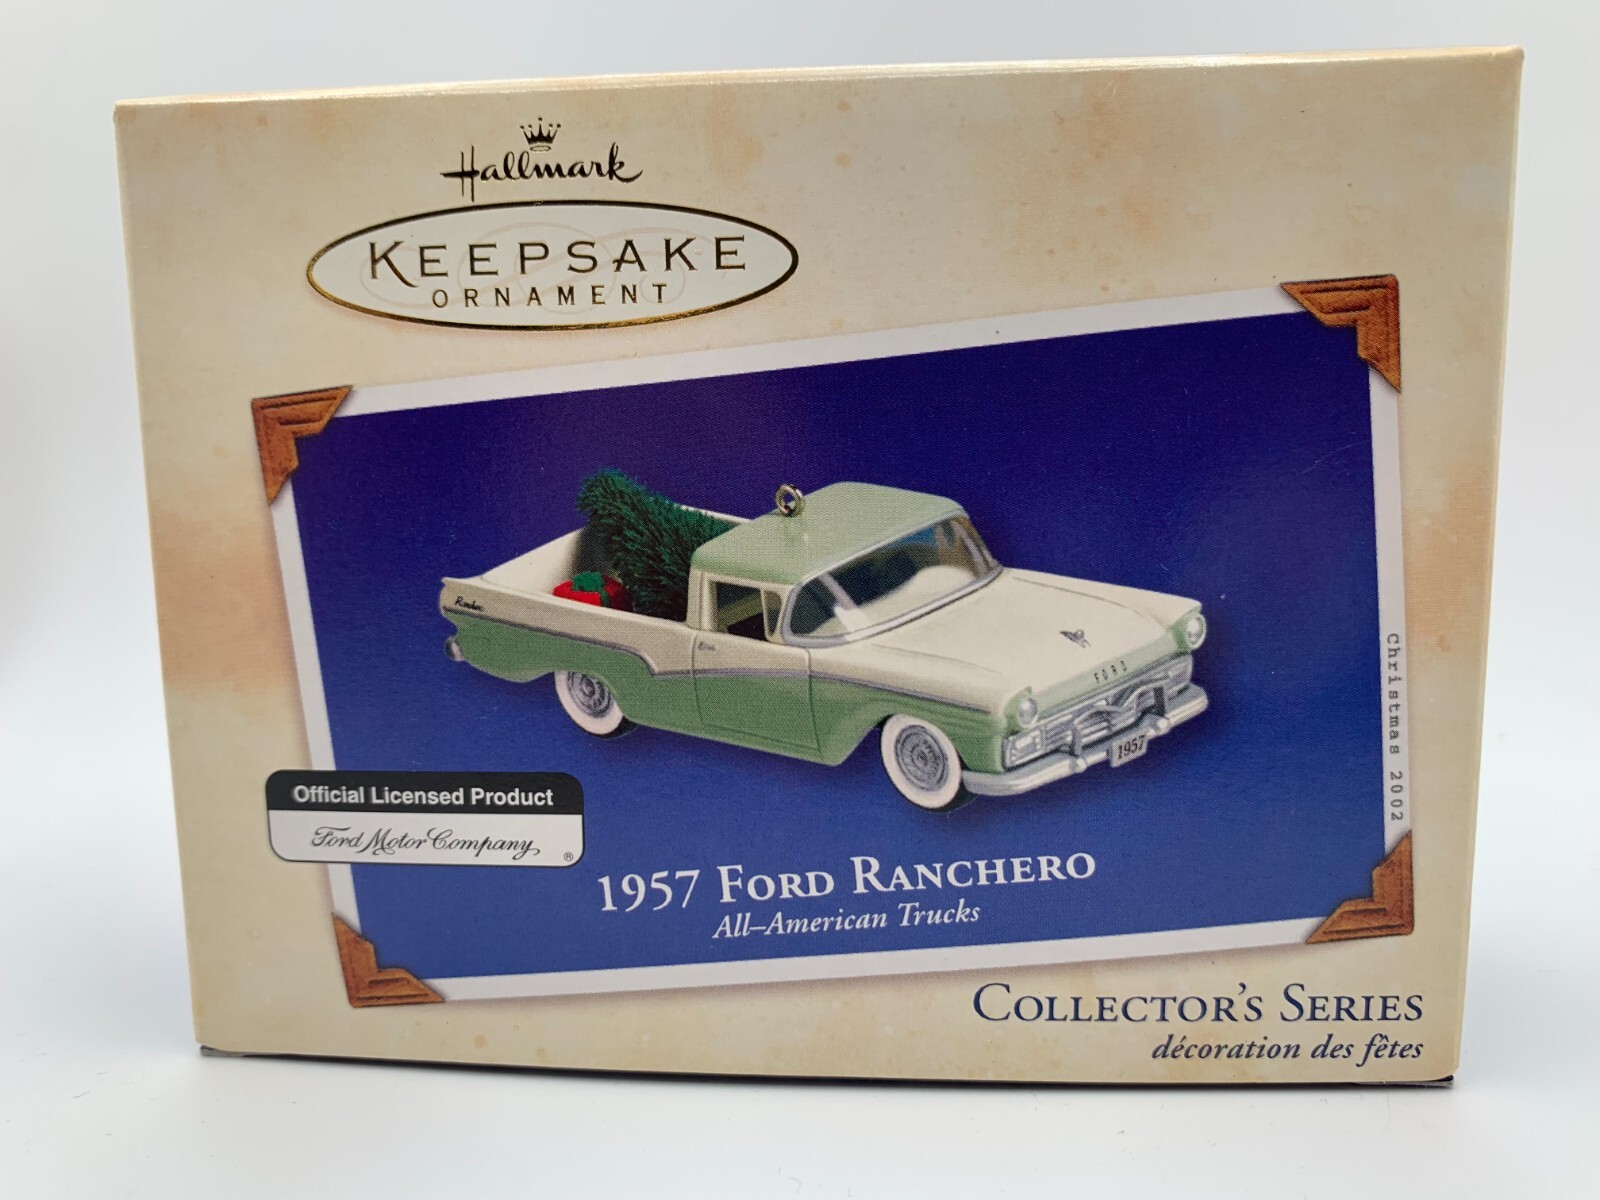 Hallmark
KEEPSAKE
ORNAMENT
FORD
1957
Christmas 2002
Official Licensed Product
Ford Motor Company ®
1957 FORD RANCHERO
All-American Trucks
COLLECTOR'S SERIES
décoration des fêtes